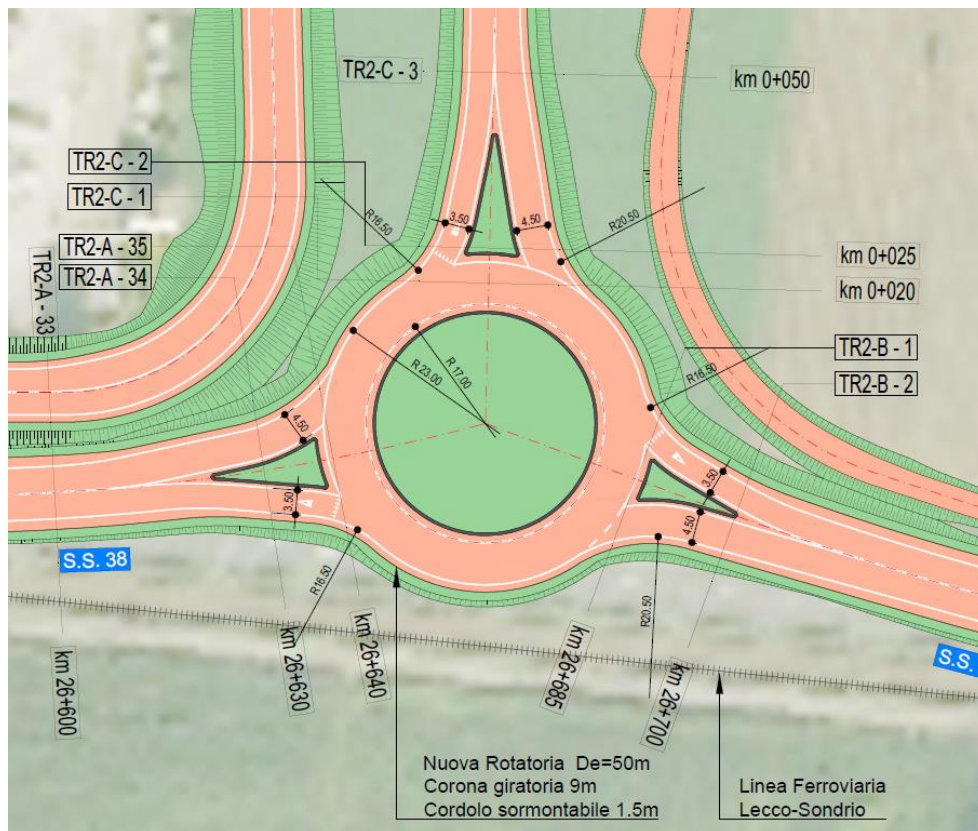 TR2-C - 3
km 0+050
TR2-C - 2
TR2-C - 1
TR2-A - 35
TR2-A - 34
TR2-A - 33
R16.50
3.50
4.50
R20.50
km 0+025
km 0+020
TR2-B - 1
TR2-B - 2
R16.50
R 17.00
R 23.00
4.50
3.50
3.50
4.50
S.S. 38
R16.50
R20.50
S.S.
km 26+600
km 26+630
km 26+640
km 26+685
km 26+700
Nuova Rotatoria De=50m
Corona giratoria 9m
Cordolo sormontabile 1.5m
Linea Ferroviaria
Lecco-Sondrio